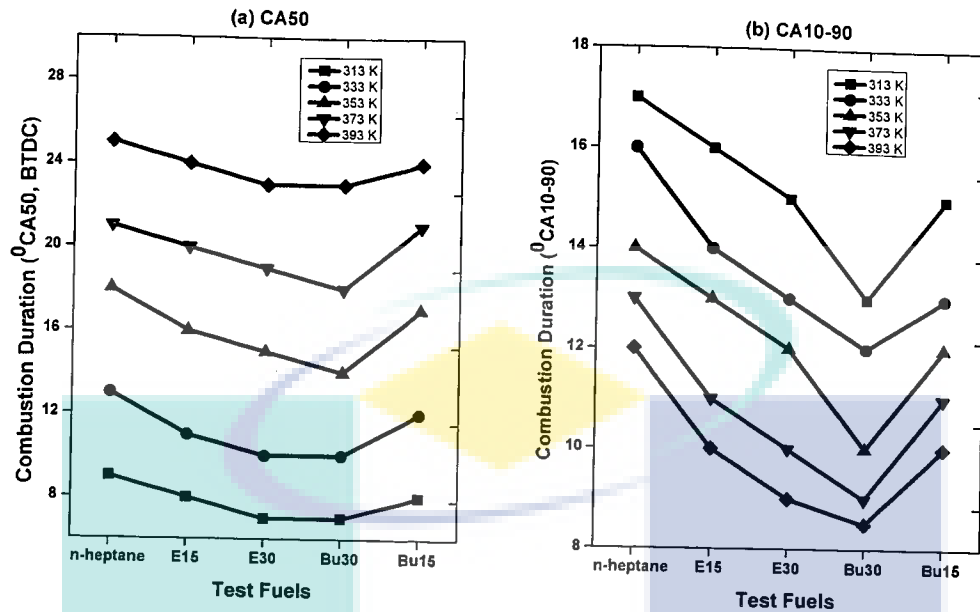 (a) CA50
Combustion Duration (⁰CA50, BTDC)
28
24
20
16
12
8
313 K
333 K
353 K
373 K
393 K
n-heptane E15 E30 Bu30 Bu15
Test Fuels
(b) CA10-90
Combustion Duration (⁰CA10-90)
18
16
14
12
10
8
313 K
333 K
353 K
373 K
393 K
n-heptane E15 E30 Bu30 Bu15
Test Fuels